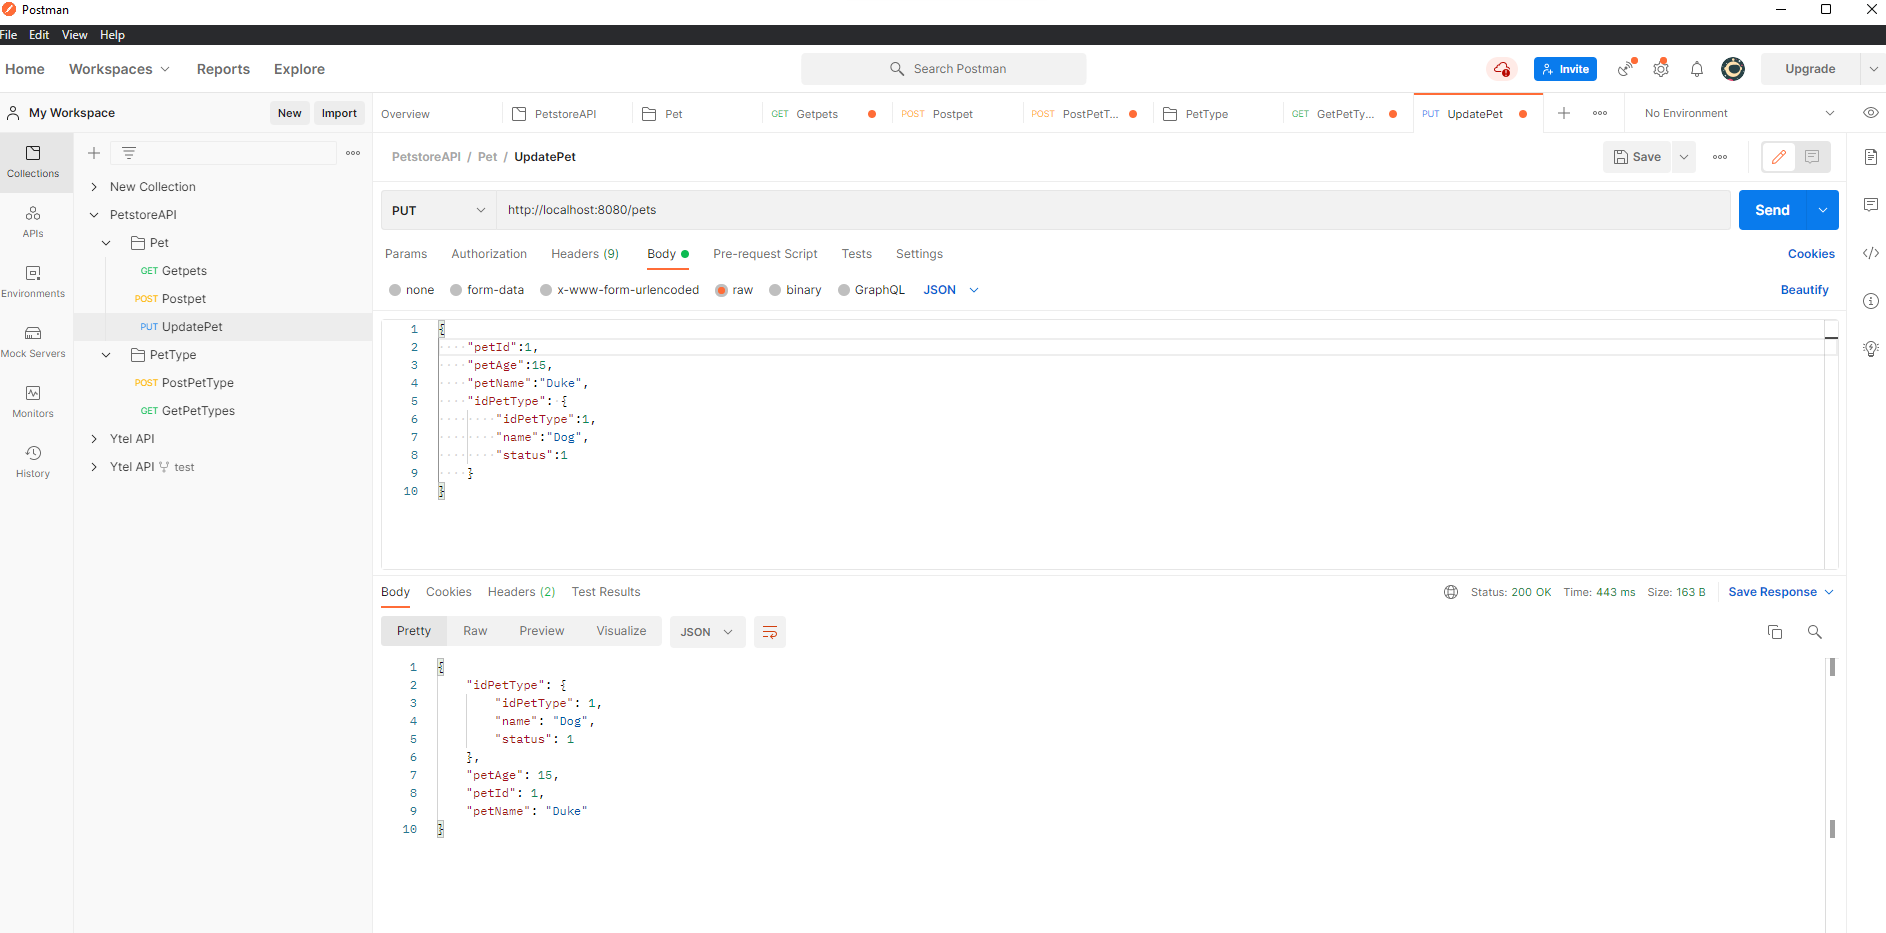 Postman
File Edit View Help
Home Workspaces Reports Explore Search Postman Invite Upgrade
My Workspace New Import Overview PetstoreAPI Pet GET Getpets POST Postpet POST PostPetT... PetType GET GetPetTy... PUT UpdatePet No Environment
Collections
APIs
Environments
Mock Servers
Monitors
History
New Collection
PetstoreAPI
Pet
GET Getpets
POST Postpet
PUT UpdatePet
PetType
POST PostPetType
GET GetPetTypes
Ytel API
Ytel API test
PetstoreAPI / Pet / UpdatePet Save
PUT http://localhost:8080/pets Send
Params Authorization Headers (9) Body Pre-request Script Tests Settings Cookies
none form-data x-www-form-urlencoded raw binary GraphQL JSON Beautify
1 {
2 "petId":1,
3 "petAge":15,
4 "petName":"Duke",
5 "idPetType": {
6 "idPetType":1,
7 "name":"Dog",
8 "status":1
9 }
10 }
Body Cookies Headers (2) Test Results Status: 200 OK Time: 443 ms Size: 163 B Save Response
Pretty Raw Preview Visualize JSON
1 {
2 "idPetType": {
3 "idPetType": 1,
4 "name": "Dog",
5 "status": 1
6 },
7 "petAge": 15,
8 "petId": 1,
9 "petName": "Duke"
10 }